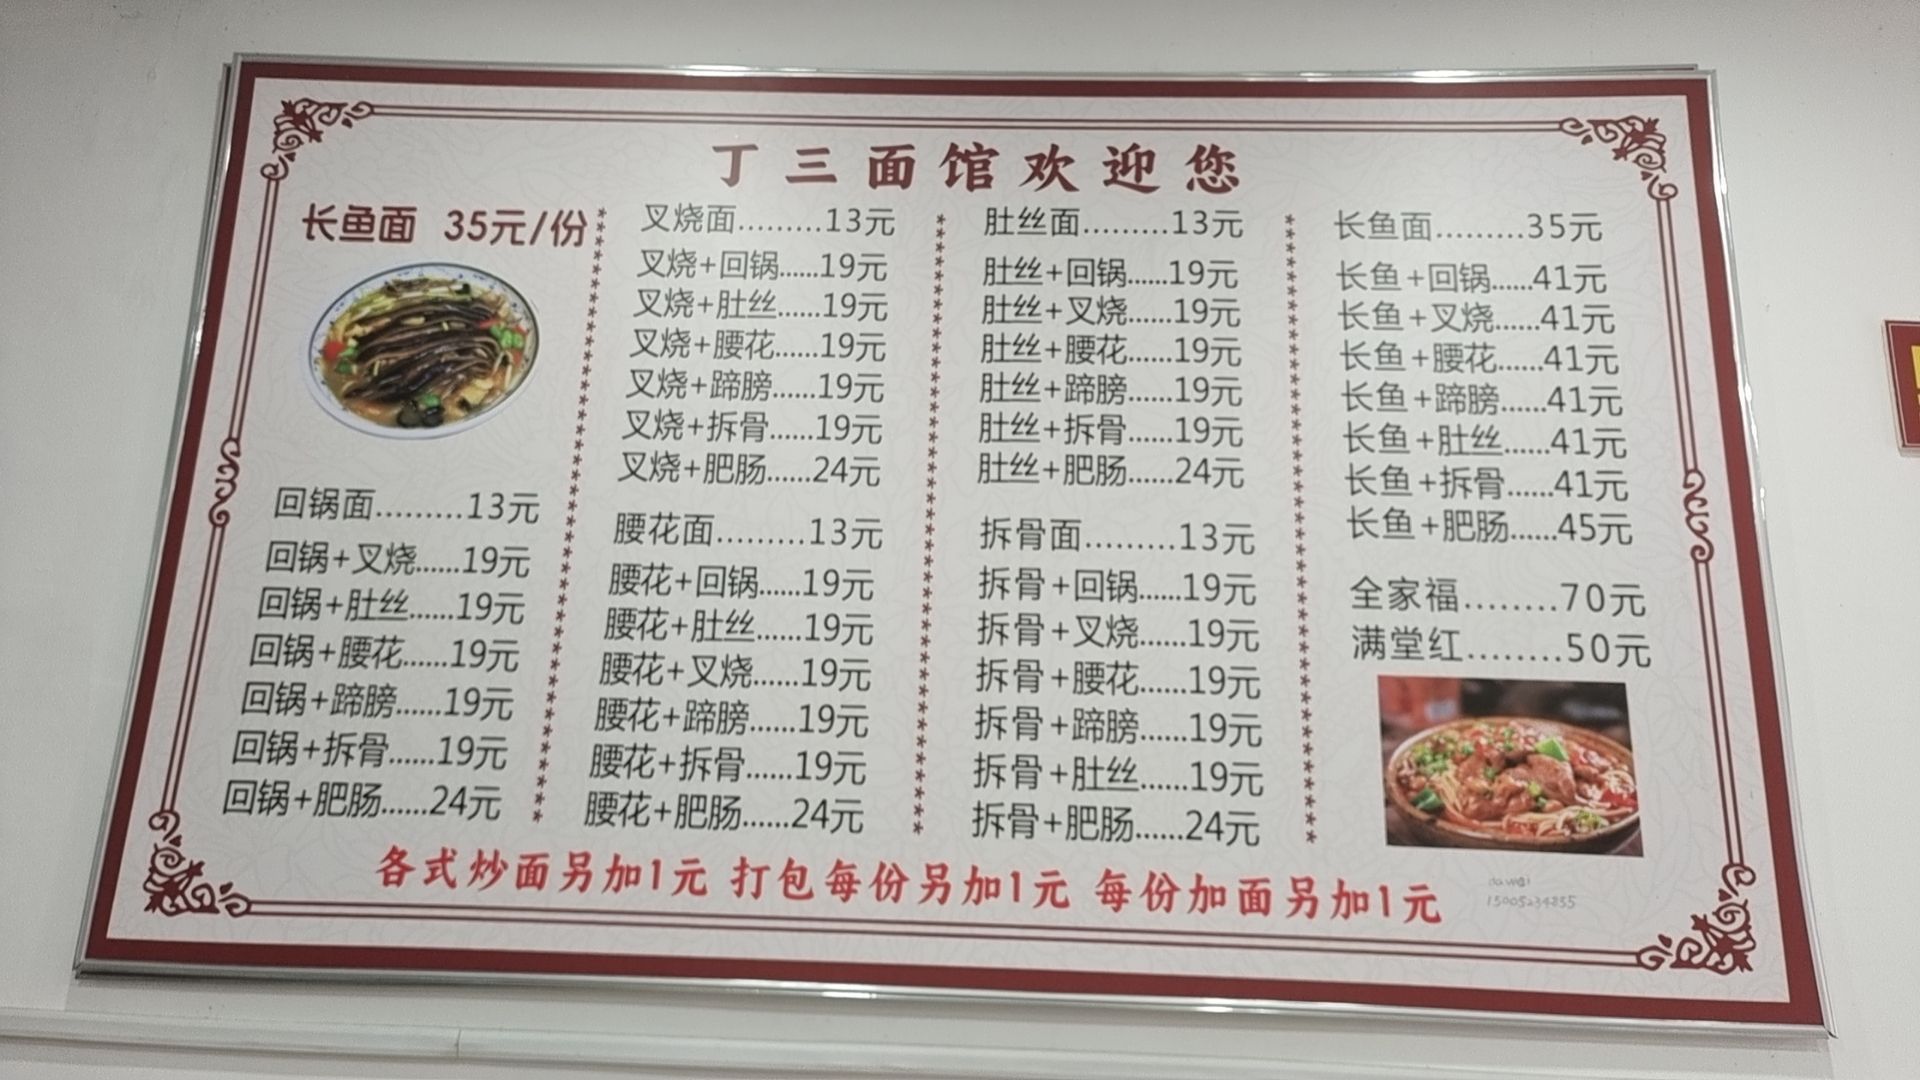 丁三面馆欢迎您
长鱼面 35元/份
回锅面.........13元
回锅+叉烧......19元
回锅+肚丝......19元
回锅+腰花......19元
回锅+蹄膀......19元
回锅+拆骨......19元
回锅+肥肠......24元
叉烧面.........13元
叉烧+回锅......19元
叉烧+肚丝......19元
叉烧+腰花......19元
叉烧+蹄膀......19元
叉烧+拆骨......19元
叉烧+肥肠......24元
腰花面.........13元
腰花+回锅......19元
腰花+肚丝......19元
腰花+叉烧......19元
腰花+蹄膀......19元
腰花+拆骨......19元
腰花+肥肠......24元
肚丝面.........13元
肚丝+回锅......19元
肚丝+叉烧......19元
肚丝+腰花......19元
肚丝+蹄膀......19元
肚丝+拆骨......19元
肚丝+肥肠......24元
拆骨面.........13元
拆骨+回锅......19元
拆骨+叉烧......19元
拆骨+腰花......19元
拆骨+蹄膀......19元
拆骨+肚丝......19元
拆骨+肥肠......24元
长鱼面.........35元
长鱼+回锅......41元
长鱼+叉烧......41元
长鱼+腰花......41元
长鱼+蹄膀......41元
长鱼+肚丝......41元
长鱼+拆骨......41元
长鱼+肥肠......45元
全家福........70元
满堂红........50元
各式炒面另加1元 打包每份另加1元 每份加面另加1元